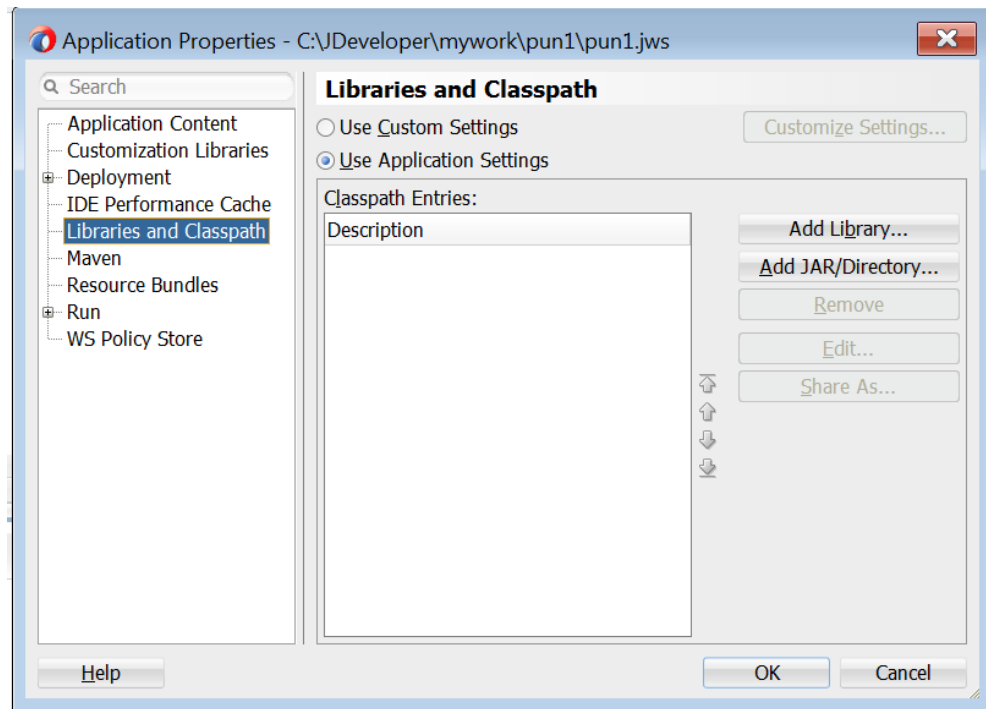 Application Properties - C:\JDeveloper\mywork\pun1\pun1.jws
Search
Application Content
Customization Libraries
Deployment
IDE Performance Cache
Libraries and Classpath
Maven
Resource Bundles
Run
WS Policy Store
Libraries and Classpath
Use Custom Settings
Customize Settings...
Use Application Settings
Classpath Entries:
Description
Add Library...
Add JAR/Directory...
Remove
Edit...
Share As...
Help
OK
Cancel